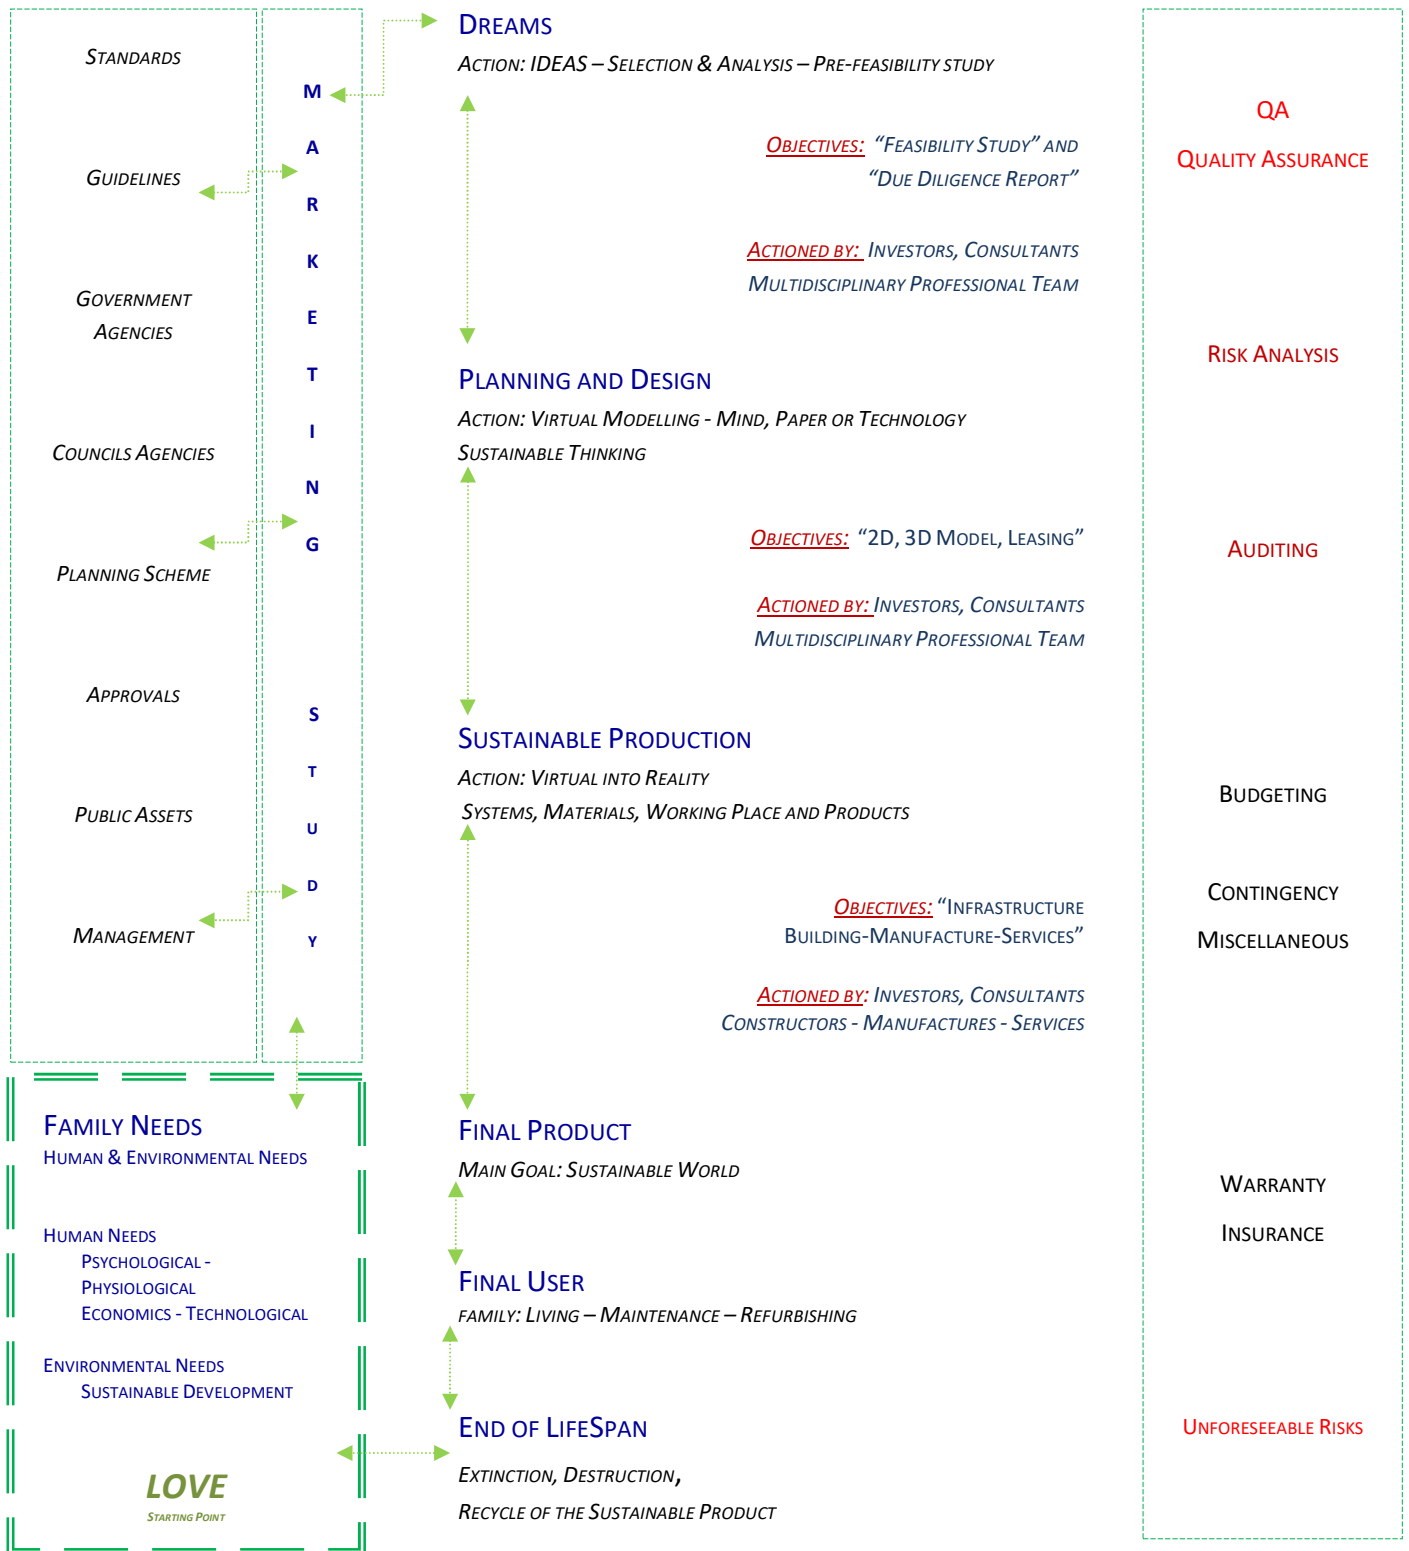 Standards
Guidelines
Government
Agencies
Councils Agencies
Planning Scheme
Approvals
Public Assets
Management
M
A
R
K
E
T
I
N
G
S
T
U
D
Y
Family Needs
Human & Environmental Needs
Human Needs
Psychological -
Physiological
Economics - Technological
Environmental Needs
Sustainable Development
LOVE
Starting Point
Dreams
Action: IDEAS – Selection & Analysis – Pre-feasibility study
Objectives: “Feasibility Study” and
“Due Diligence Report”
Actioned by: Investors, Consultants
Multidisciplinary Professional Team
Planning and Design
Action: Virtual Modelling - Mind, Paper or Technology
Sustainable Thinking
Objectives: “2D, 3D Model, Leasing”
Actioned by: Investors, Consultants
Multidisciplinary Professional Team
Sustainable Production
Action: Virtual into Reality
Systems, Materials, Working Place and Products
Objectives: “Infrastructure
Building-Manufacture-Services”
Actioned by: Investors, Consultants
Constructors - Manufactures - Services
Final Product
Main Goal: Sustainable World
Final User
family: Living – Maintenance – Refurbishing
End of LifeSpan
Extinction, Destruction,
Recycle of the Sustainable Product
QA
Quality Assurance
Risk Analysis
Auditing
Budgeting
Contingency
Miscellaneous
Warranty
Insurance
Unforeseeable Risks